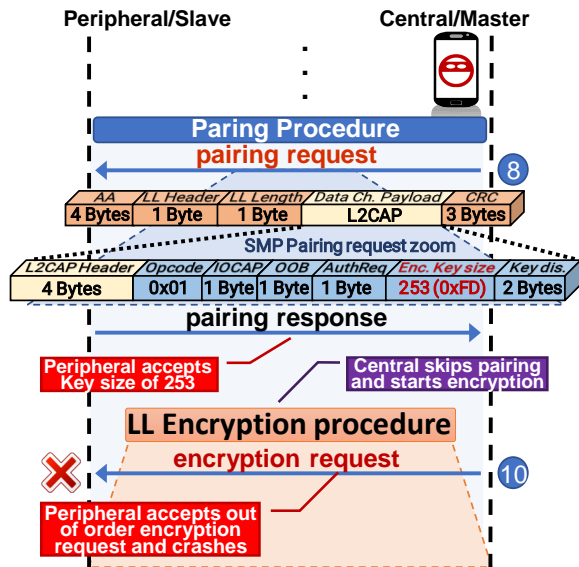 Peripheral/Slave
Central/Master
Paring Procedure
pairing request
8
AA
LL Header
LL Length
Data Ch. Payload
CRC
4 Bytes
1 Byte
1 Byte
L2CAP
3 Bytes
SMP Pairing request zoom
L2CAP Header
Opcode
IOCAP
OOB
AuthReq
Enc. Key size
Key dis.
4 Bytes
0x01
1 Byte
1 Byte
1 Byte
253 (0xFD)
2 Bytes
pairing response
Peripheral accepts
Key size of 253
Central skips pairing
and starts encryption
LL Encryption procedure
encryption request
10
Peripheral accepts out
of order encryption
request and crashes